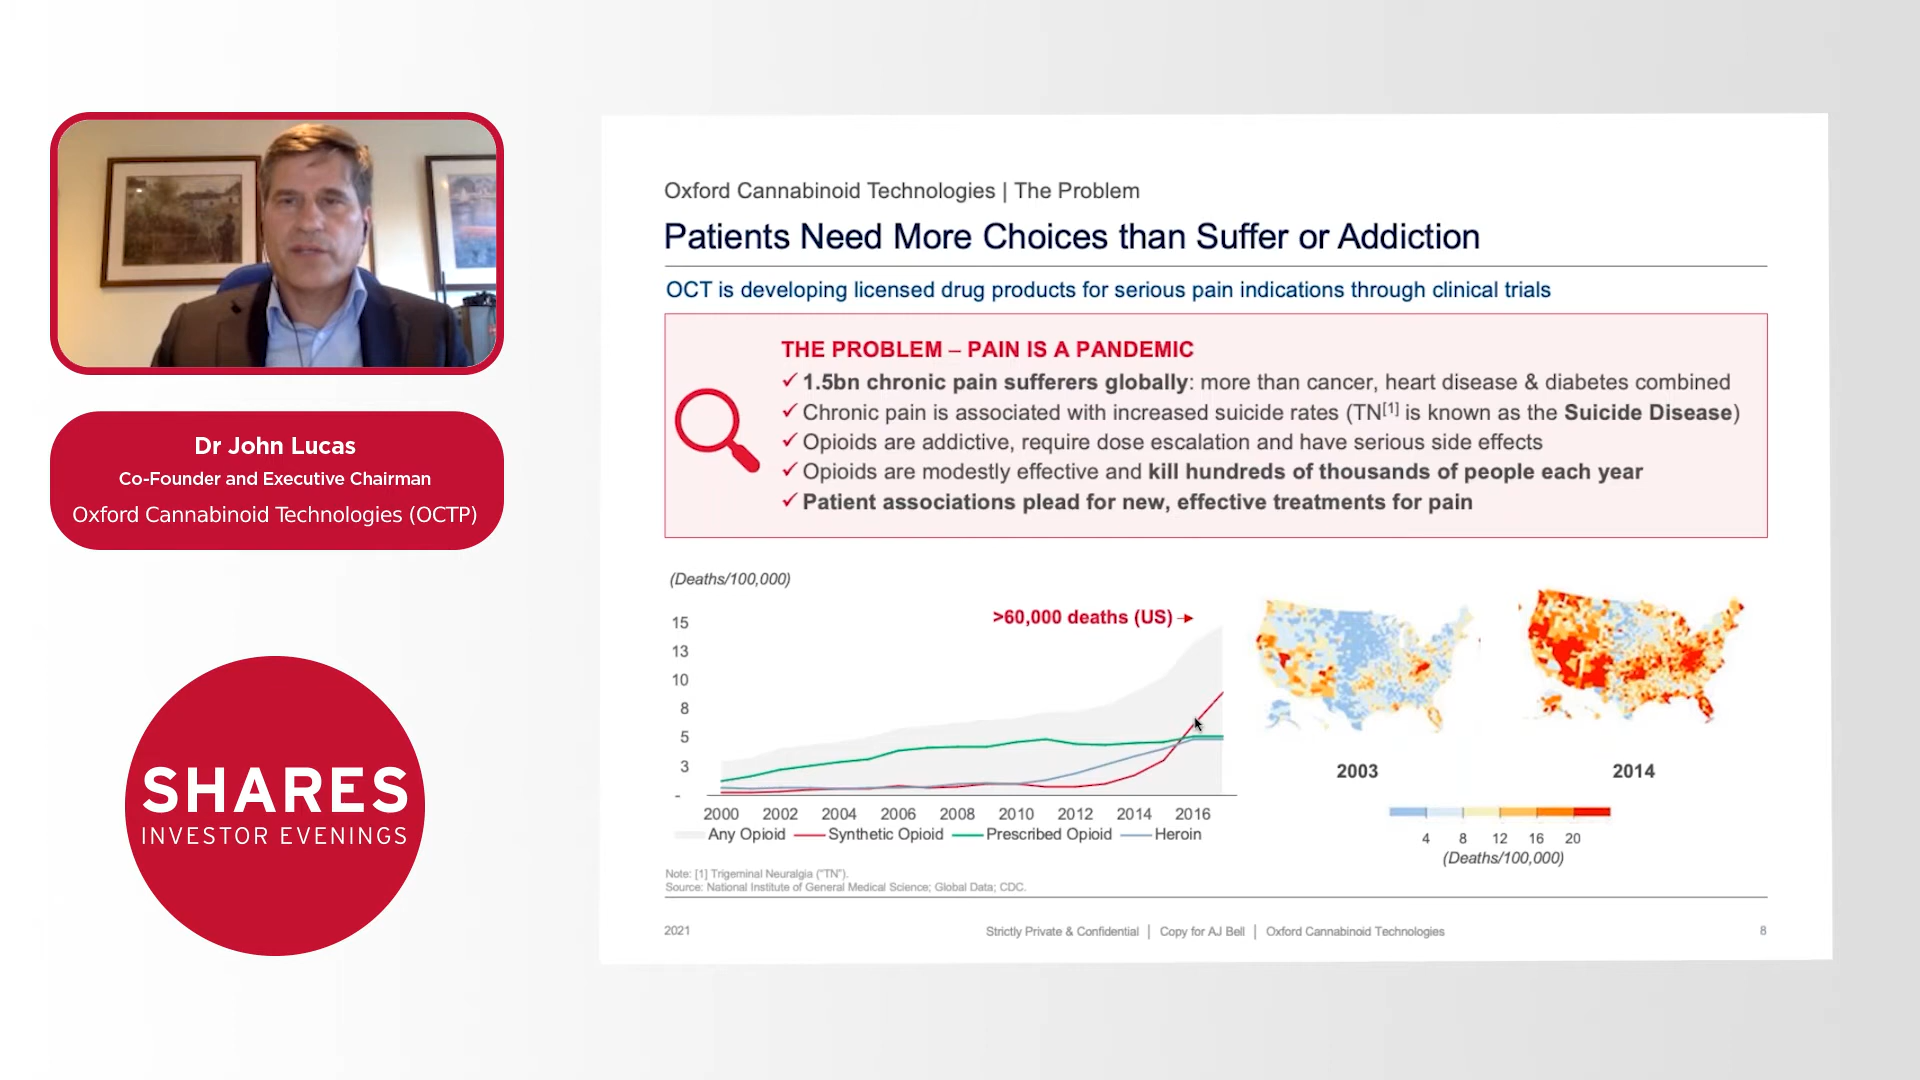 Dr John Lucas
Co-Founder and Executive Chairman
Oxford Cannabinoid Technologies (OCTP)
SHARES
INVESTOR EVENINGS
Oxford Cannabinoid Technologies | The Problem
Patients Need More Choices than Suffer or Addiction
OCT is developing licensed drug products for serious pain indications through clinical trials
THE PROBLEM – PAIN IS A PANDEMIC
✓ 1.5bn chronic pain sufferers globally: more than cancer, heart disease & diabetes combined
✓ Chronic pain is associated with increased suicide rates (TN[1] is known as the Suicide Disease)
✓ Opioids are addictive, require dose escalation and have serious side effects
✓ Opioids are modestly effective and kill hundreds of thousands of people each year
✓ Patient associations plead for new, effective treatments for pain
(Deaths/100,000)
>60,000 deaths (US)
15
13
10
8
5
3
-
2000 2002 2004 2006 2008 2010 2012 2014 2016
Any Opioid Synthetic Opioid Prescribed Opioid Heroin
2003 2014
4 8 12 16 20
(Deaths/100,000)
Note: [1] Trigeminal Neuralgia ("TN").
Source: National Institute of General Medical Science; Global Data; CDC.
2021 Strictly Private & Confidential | Copy for AJ Bell | Oxford Cannabinoid Technologies 8